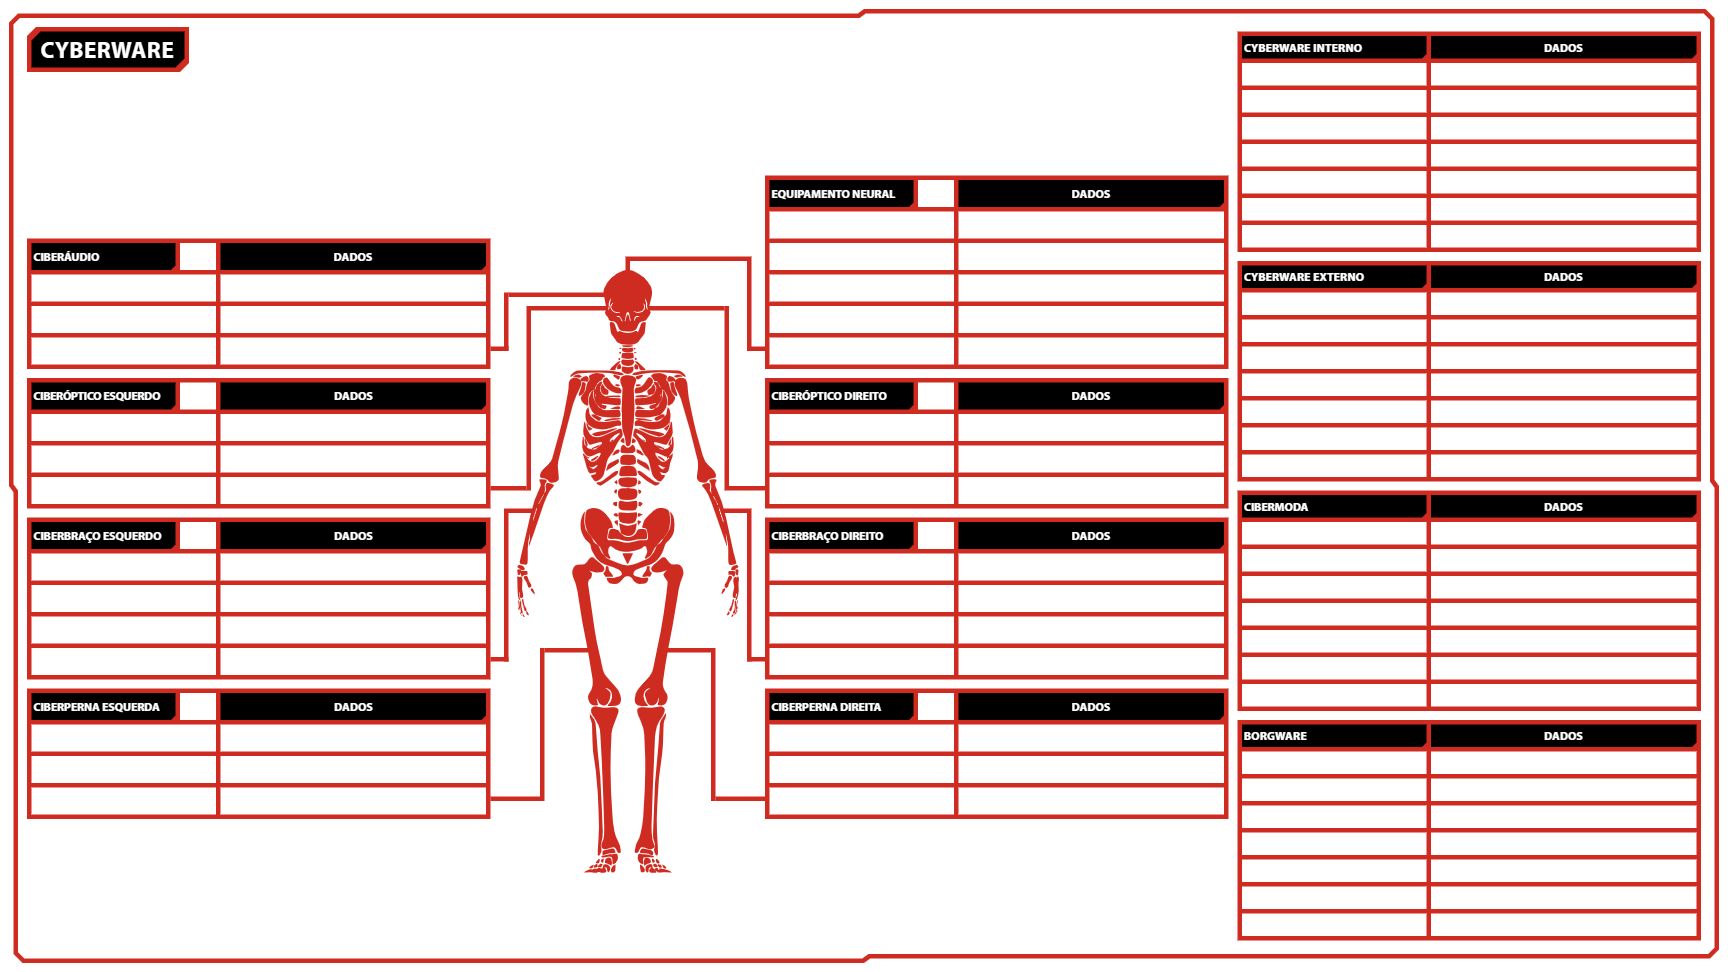 CYBERWARE
CIBERÁUDIO DADOS
CIBERÓPTICO ESQUERDO DADOS
CIBERBRAÇO ESQUERDO DADOS
CIBERPERNA ESQUERDA DADOS
EQUIPAMENTO NEURAL DADOS
CIBERÓPTICO DIREITO DADOS
CIBERBRAÇO DIREITO DADOS
CIBERPERNA DIREITA DADOS
CYBERWARE INTERNO DADOS
CYBERWARE EXTERNO DADOS
CIBERMODA DADOS
BORGWARE DADOS